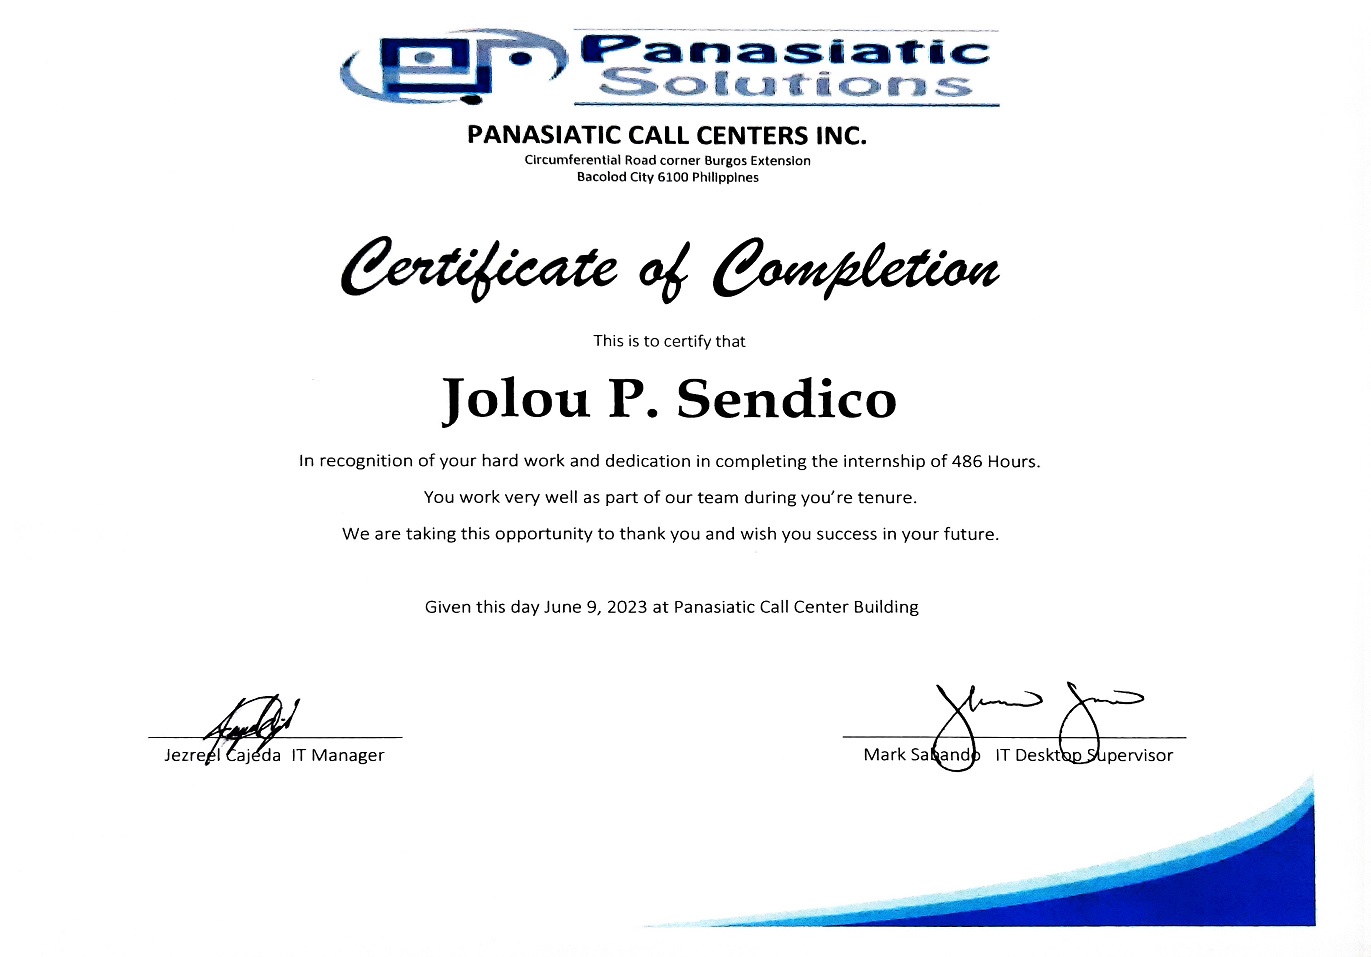 Panasiatic
Solutions
PANASIATIC CALL CENTERS INC.
Circumferential Road corner Burgos Extension
Bacolod City 6100 Philippines
Certificate of Completion
This is to certify that
Jolou P. Sendico
In recognition of your hard work and dedication in completing the internship of 486 Hours.
You work very well as part of our team during you're tenure.
We are taking this opportunity to thank you and wish you success in your future.
Given this day June 9, 2023 at Panasiatic Call Center Building
Jezreel Cajeda IT Manager
Mark Sabando IT Desktop Supervisor